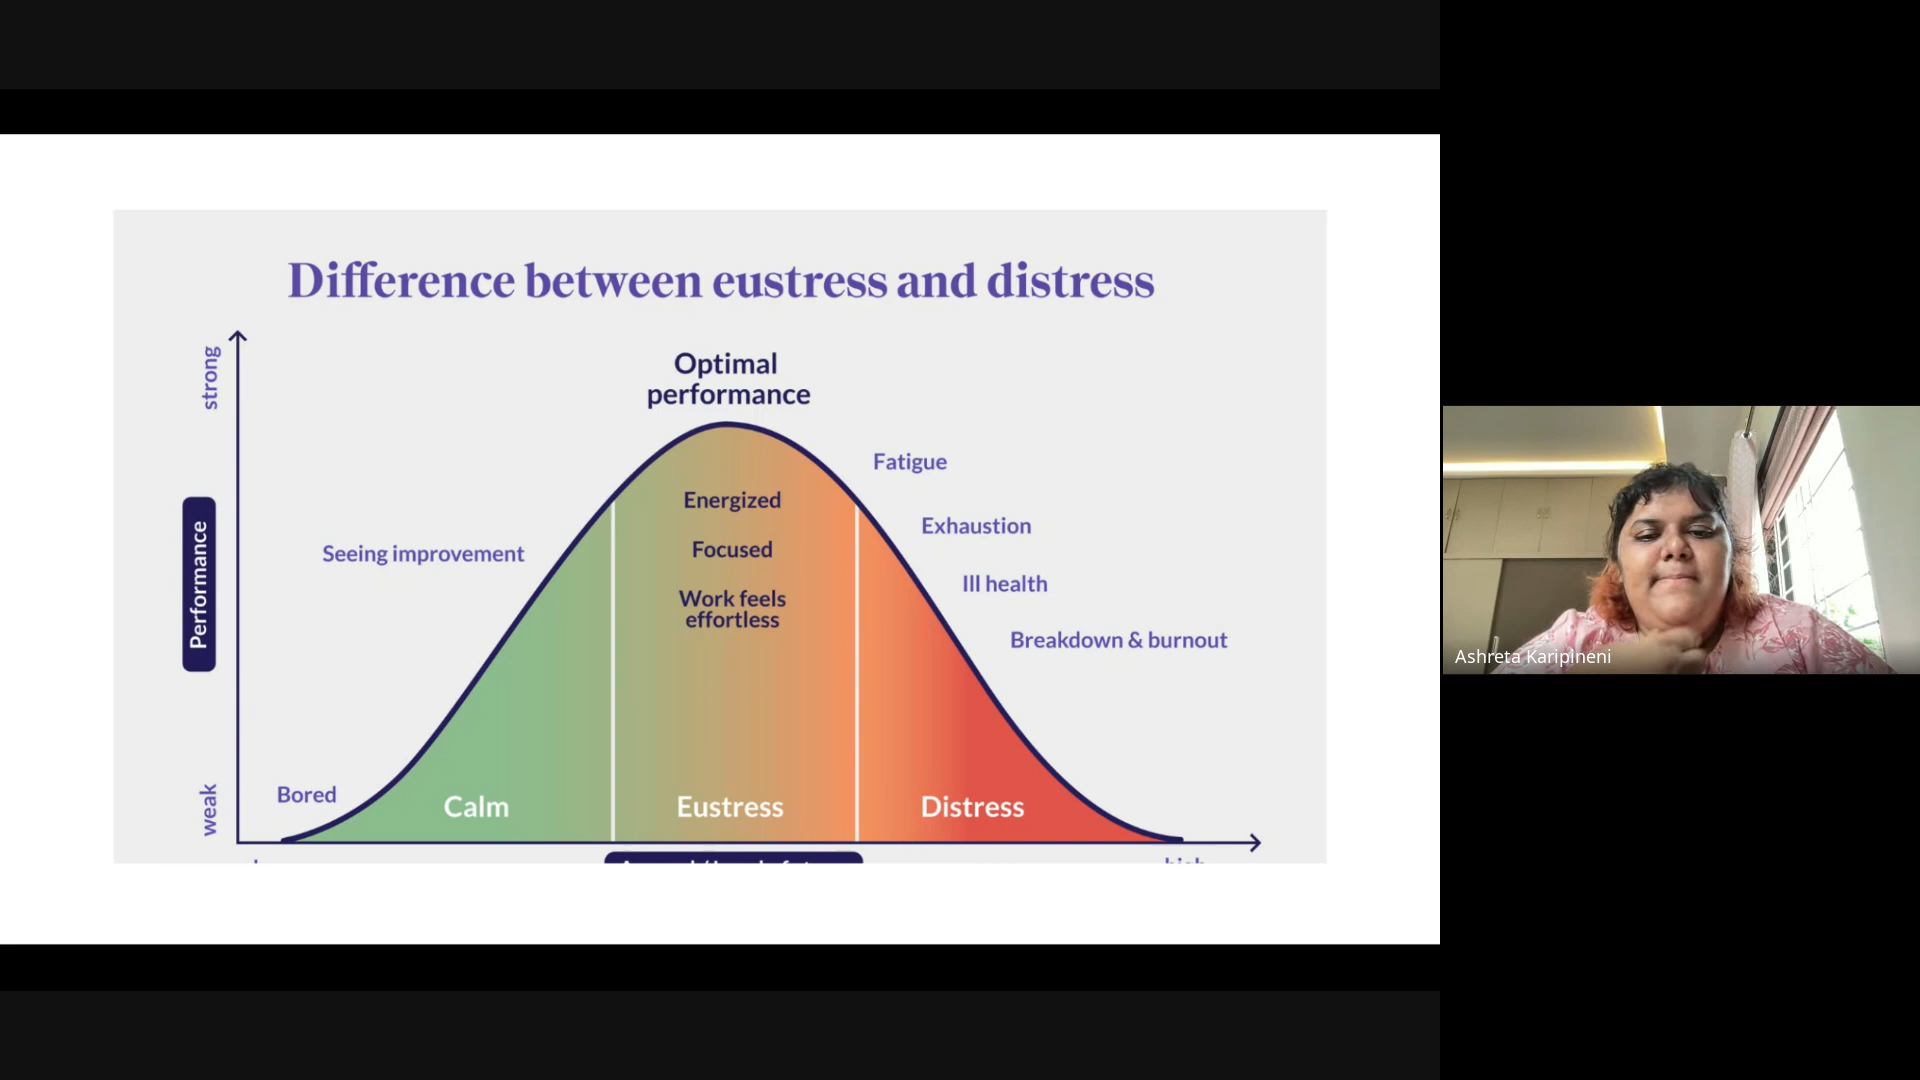 Difference between eustress and distress
strong
Optimal
performance
Fatigue
Energized
Exhaustion
Performance
Seeing improvement
Focused
Ill health
Work feels
effortless
Breakdown & burnout
weak
Bored
Calm
Eustress
Distress
Ashreta Karipineni